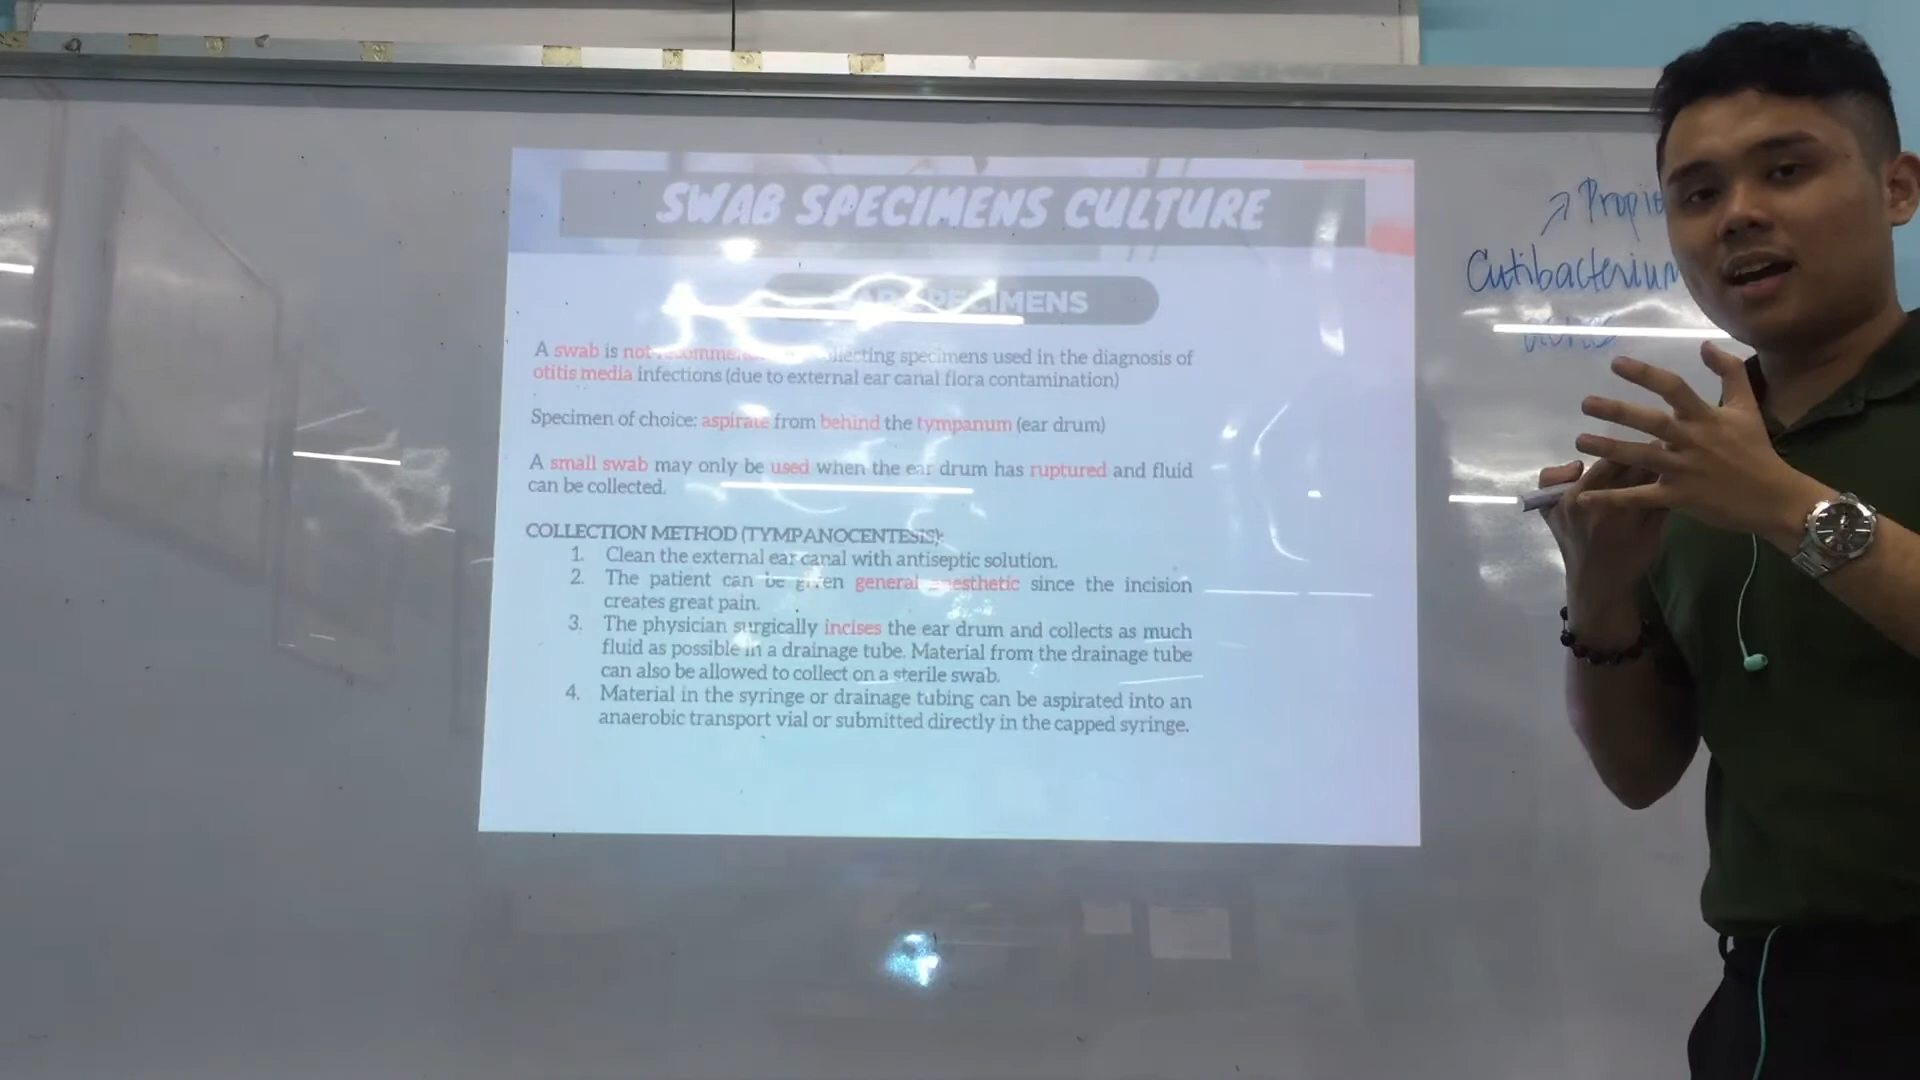 SWAB SPECIMENS CULTURE
EAR SPECIMENS
A swab is not recommended collecting specimens used in the diagnosis of
otitis media infections (due to external ear canal flora contamination)
Specimen of choice: aspirate from behind the tympanum (ear drum)
A small swab may only be used when the ear drum has ruptured and fluid
can be collected.
COLLECTION METHOD (TYMPANOCENTESIS):
1. Clean the external ear canal with antiseptic solution.
2. The patient can be given general anesthetic since the incision
creates great pain.
3. The physician surgically incises the ear drum and collects as much
fluid as possible in a drainage tube. Material from the drainage tube
can also be allowed to collect on a sterile swab.
4. Material in the syringe or drainage tubing can be aspirated into an
anaerobic transport vial or submitted directly in the capped syringe.
Propio
Cutibacterium